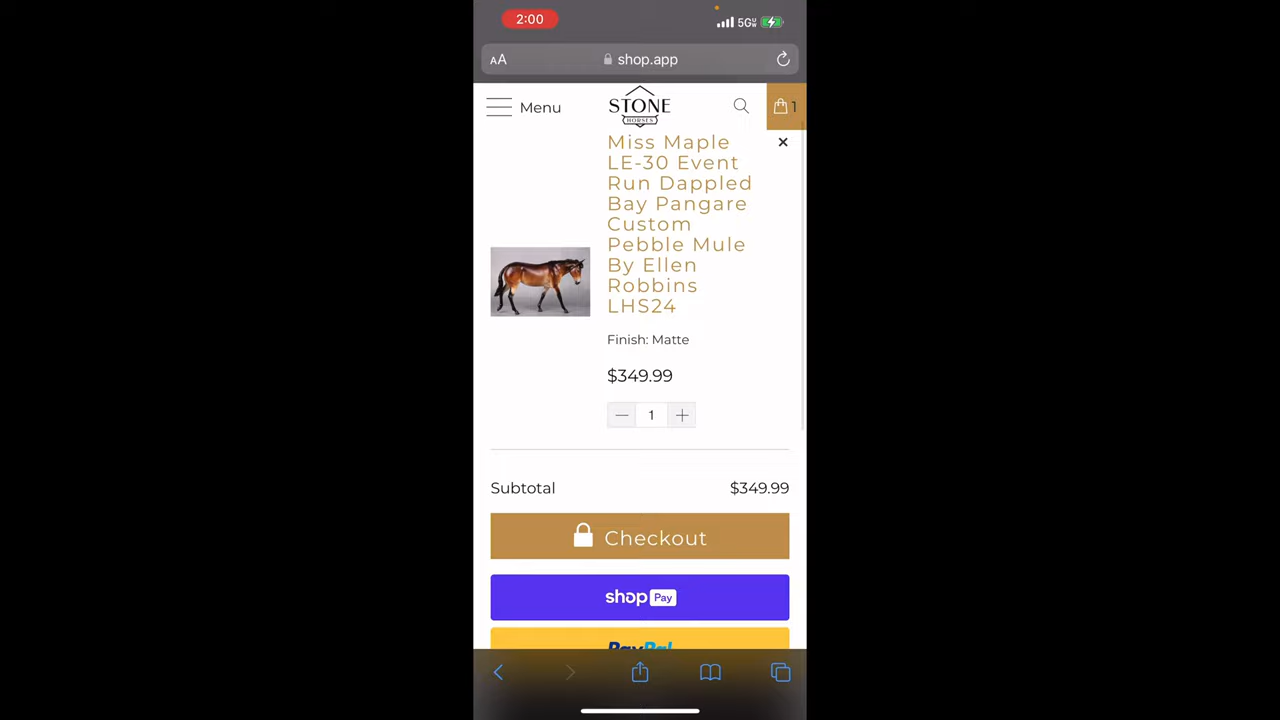 2:00
5G
AA
shop.app
Menu
STONE
HORSES
1
Miss Maple
LE-30 Event
Run Dappled
Bay Pangare
Custom
Pebble Mule
By Ellen
Robbins
LHS24
Finish: Matte
$349.99
1
Subtotal
$349.99
Checkout
shop Pay
PayPal